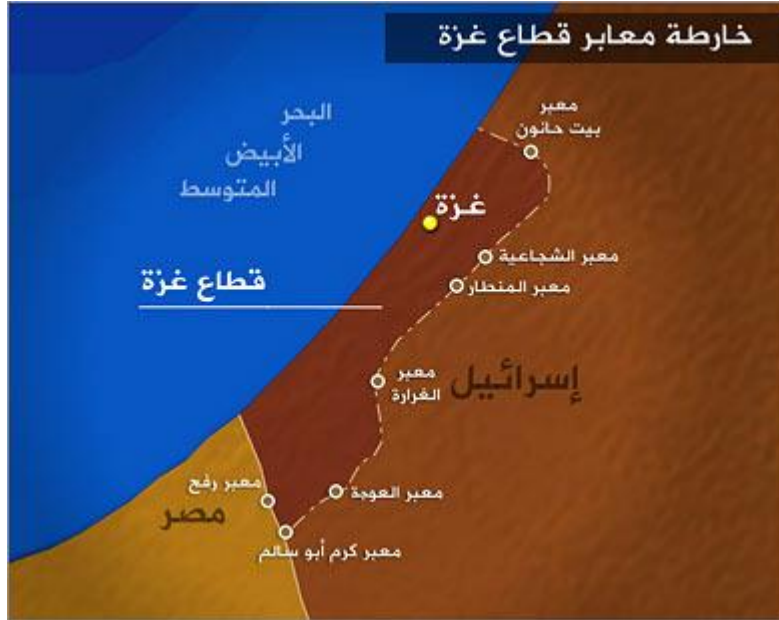 خارطة معابر قطاع غزة
البحر
الأبيض
المتوسط
معبر
بيت حانون
غزة
معبر الشجاعية
معبر المنطار
قطاع غزة
معبر
القرارة
إسرائيل
معبر رفح
معبر العوجة
مصر
معبر كرم أبو سالم